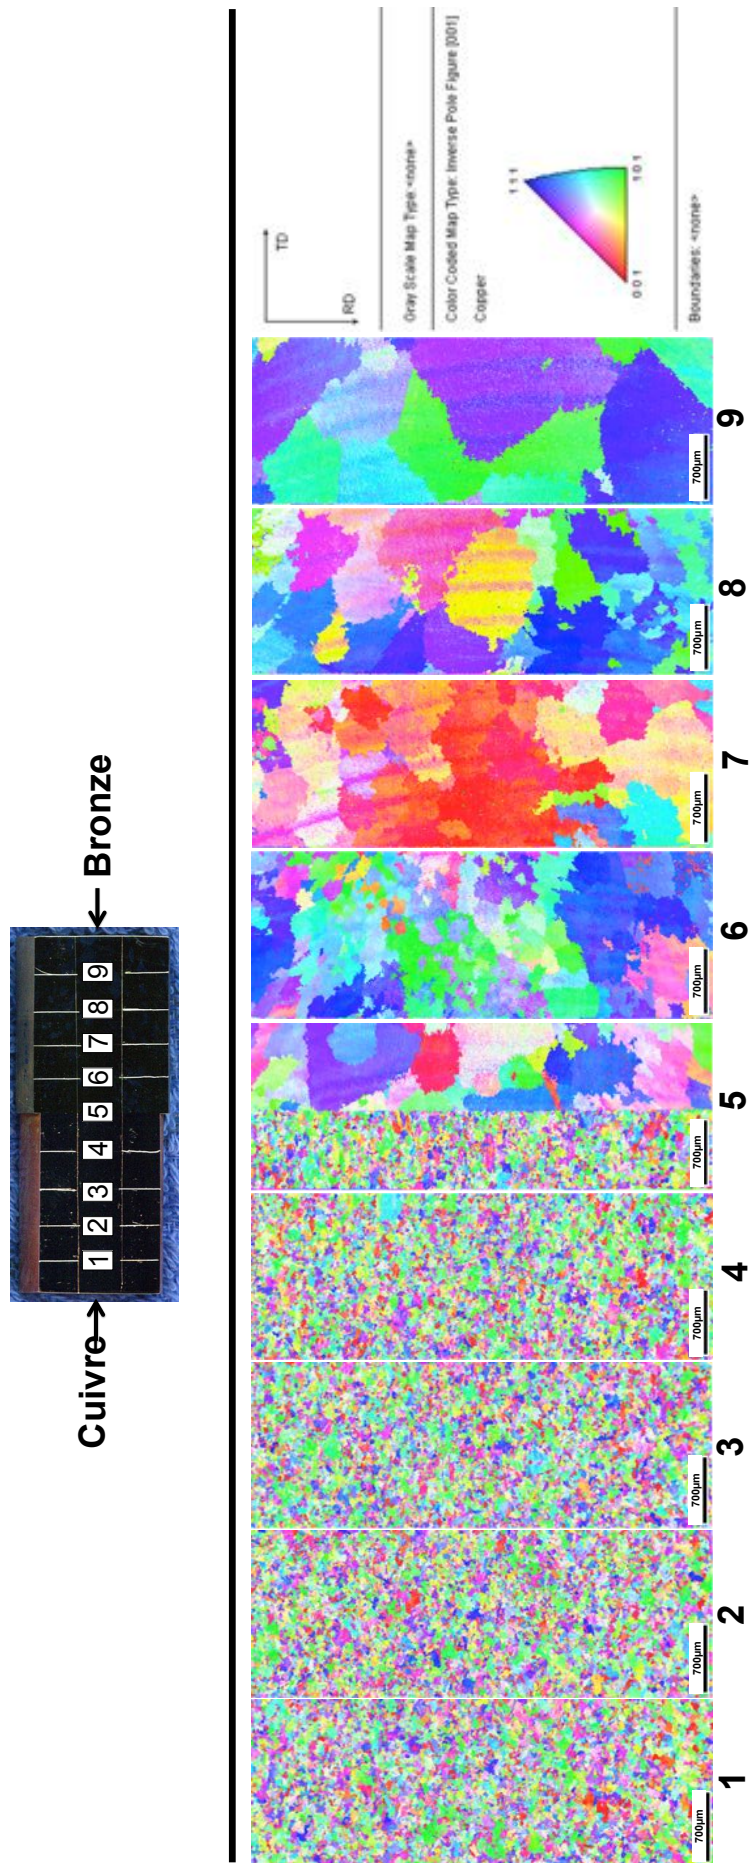 Cuivre
Bronze
1 2 3 4 5 6 7 8 9
TD
RD
Gray Scale Map Type:<none>
Color Coded Map Type: Inverse Pole Figure [001]
Copper
111
001
101
Boundaries: <none>
700µm
700µm
700µm
700µm
700µm
700µm
700µm
700µm
700µm
1 2 3 4 5 6 7 8 9